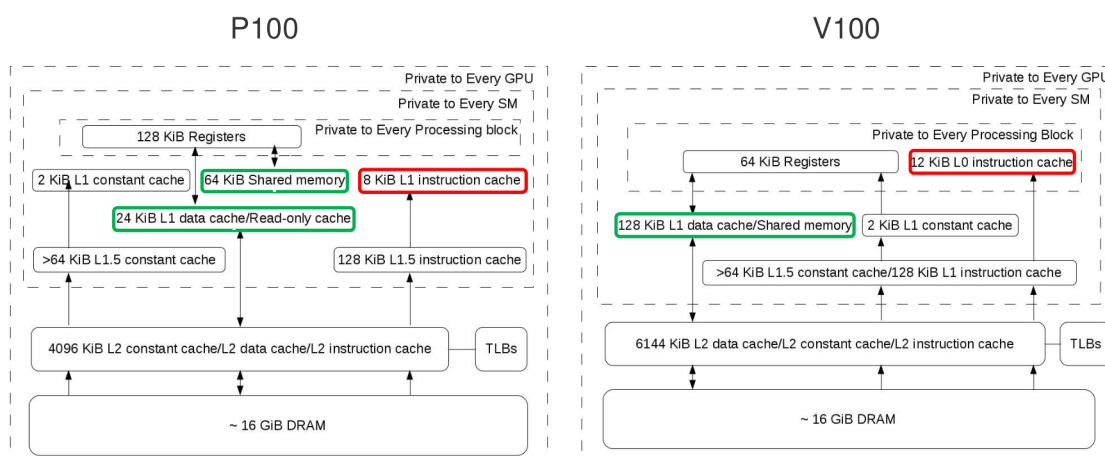 P100
Private to Every GPU
Private to Every SM
Private to Every Processing block
128 KiB Registers
2 KiB L1 constant cache
64 KiB Shared memory
8 KiB L1 instruction cache
24 KiB L1 data cache/Read-only cache
>64 KiB L1.5 constant cache
128 KiB L1.5 instruction cache
4096 KiB L2 constant cache/L2 data cache/L2 instruction cache
TLBs
~ 16 GiB DRAM
V100
Private to Every GPU
Private to Every SM
Private to Every Processing Block
64 KiB Registers
12 KiB L0 instruction cache
128 KiB L1 data cache/Shared memory
2 KiB L1 constant cache
>64 KiB L1.5 constant cache/128 KiB L1 instruction cache
6144 KiB L2 data cache/L2 constant cache/L2 instruction cache
TLBs
~ 16 GiB DRAM